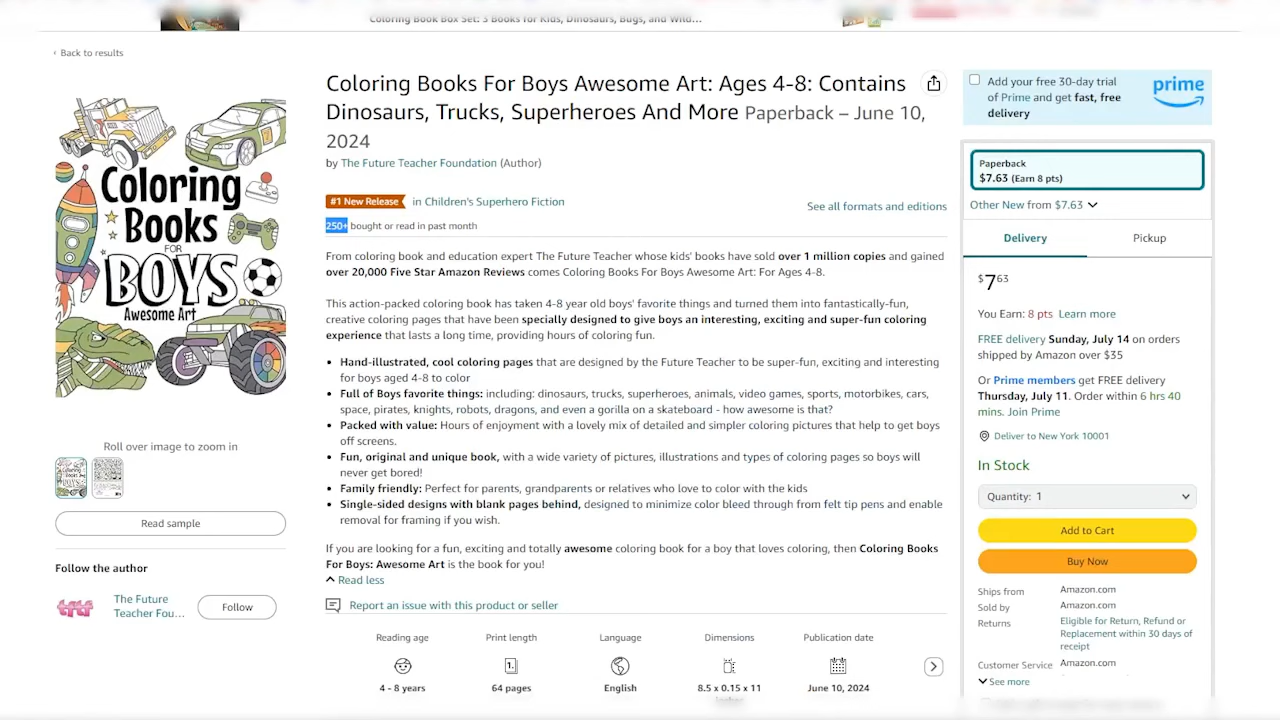 Coloring Book Box Set: 3 Books for Kids, Dinosaurs, Bugs, and Wild...
‹ Back to results
Coloring Books For Boys Awesome Art: Ages 4-8: Contains
Dinosaurs, Trucks, Superheroes And More Paperback – June 10,
2024
by The Future Teacher Foundation (Author)
#1 New Release in Children's Superhero Fiction
See all formats and editions
250+ bought or read in past month
From coloring book and education expert The Future Teacher whose kids' books have sold over 1 million copies and gained
over 20,000 Five Star Amazon Reviews comes Coloring Books For Boys Awesome Art: For Ages 4-8.
This action-packed coloring book has taken 4-8 year old boys' favorite things and turned them into fantastically-fun,
creative coloring pages that have been specially designed to give boys an interesting, exciting and super-fun coloring
experience that lasts a long time, providing hours of coloring fun.
• Hand-illustrated, cool coloring pages that are designed by the Future Teacher to be super-fun, exciting and interesting
for boys aged 4-8 to color
• Full of Boys favorite things: including: dinosaurs, trucks, superheroes, animals, video games, sports, motorbikes, cars,
space, pirates, knights, robots, dragons, and even a gorilla on a skateboard - how awesome is that?
• Packed with value: Hours of enjoyment with a lovely mix of detailed and simpler coloring pictures that help to get boys
off screens.
• Fun, original and unique book, with a wide variety of pictures, illustrations and types of coloring pages so boys will
never get bored!
• Family friendly: Perfect for parents, grandparents or relatives who love to color with the kids
• Single-sided designs with blank pages behind, designed to minimize color bleed through from felt tip pens and enable
removal for framing if you wish.
If you are looking for a fun, exciting and totally awesome coloring book for a boy that loves coloring, then Coloring Books
For Boys: Awesome Art is the book for you!
Read less
Report an issue with this product or seller
Reading age
Print length
Language
Dimensions
Publication date
4 - 8 years
64 pages
English
8.5 x 0.15 x 11
inches
June 10, 2024
Coloring
Books
FOR
BOYS
Awesome Art
Roll over image to zoom in
Read sample
Follow the author
The Future
Teacher Fou...
Follow
Add your free 30-day trial
of Prime and get fast, free
delivery
prime
Paperback
$7.63 (Earn 8 pts)
Other New from $7.63
Delivery
Pickup
$7 63
You Earn: 8 pts Learn more
FREE delivery Sunday, July 14 on orders
shipped by Amazon over $35
Or Prime members get FREE delivery
Thursday, July 11. Order within 6 hrs 40
mins. Join Prime
Deliver to New York 10001
In Stock
Quantity: 1
Add to Cart
Buy Now
Ships from Amazon.com
Sold by Amazon.com
Returns Eligible for Return, Refund or
Replacement within 30 days of
receipt
Customer Service Amazon.com
See more